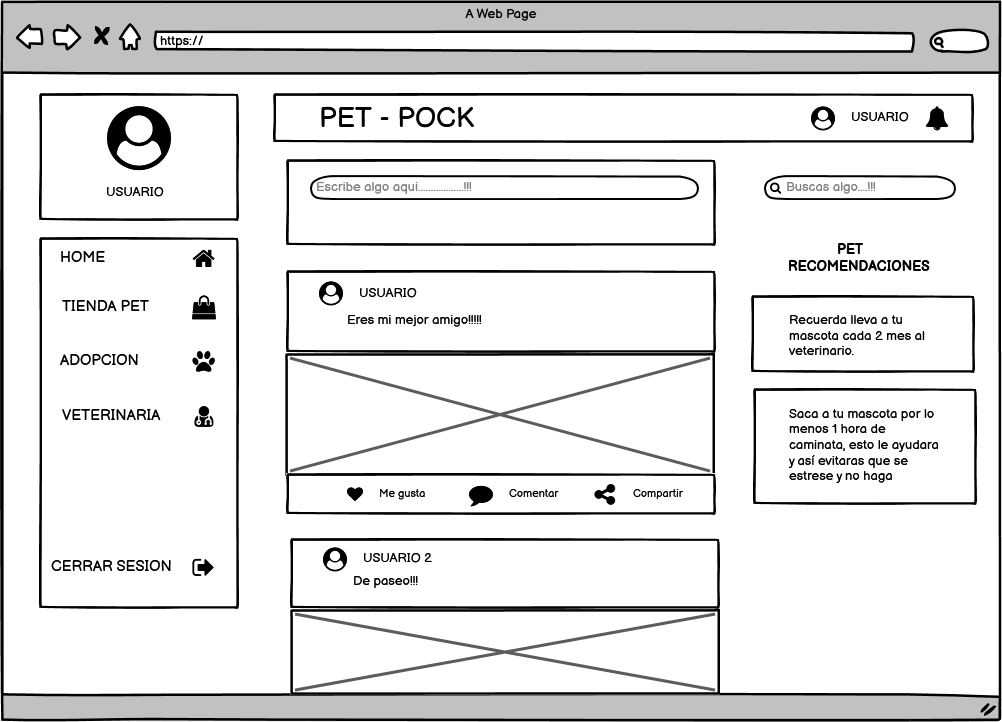 A Web Page
https://
USUARIO
HOME
TIENDA PET
ADOPCION
VETERINARIA
CERRAR SESION
PET - POCK
USUARIO
Escribe algo aqui...................!!!
USUARIO
Eres mi mejor amigo!!!!!
Me gusta
Comentar
Compartir
USUARIO 2
De paseo!!!
Buscas algo....!!!
PET
RECOMENDACIONES
Recuerda lleva a tu
mascota cada 2 mes al
veterinario.
Saca a tu mascota por lo
menos 1 hora de
caminata, esto le ayudara
y así evitaras que se
estrese y no haga